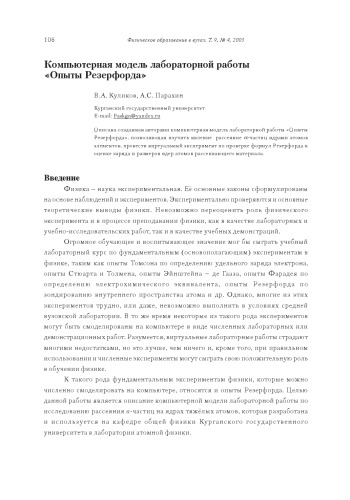 106
Физическое образование в вузах. Т. 9, № 4, 2003
Компьютерная модель лабораторной работы
«Опыты Резерфорда»
В.А. Куликов, А.С. Парахин
Курганский государственный университет
E-mail:
Описана созданная авторами компьютерная модель лабораторной работы «Опыты
Резерфорда», позволяющая изучить явление рассеяния α-частиц ядрами атомов
элементов, провести виртуальный эксперимент по проверке формул Резерфорда и
оценке заряда и размеров ядер атомов рассеивающего материала.
Введение
Физика – наука экспериментальная. Её основные законы сформулированы
на основе наблюдений и экспериментов. Экспериментально проверяются и основные
теоретические выводы физики. Невозможно переоценить роль физического
эксперимента и в процессе преподавания физики, как в качестве лабораторных и
учебно-исследовательских работ, так и в качестве учебных демонстраций.
Огромное обучающее и воспитывающее значение мог бы сыграть учебный
лабораторный курс по фундаментальным (основополагающим) экспериментам в
физике, таким как опыты Томсона по определению удельного заряда электрона,
опыты Стюарта и Толмена, опыты Эйнштейна – де Гааза, опыты Фарадея по
определению электрохимического эквивалента, опыты Резерфорда по
зондированию внутреннего пространства атома и др. Однако, многие из этих
экспериментов трудно, или даже, невозможно выполнить в условиях средней
вузовской лаборатории. В то же время некоторые из такого рода экспериментов
могут быть смоделированы на компьютере в виде численных лабораторных или
демонстрационных работ. Разумеется, виртуальные лабораторные работы страдают
многими недостатками, но это лучше, чем ничего и, кроме того, при правильном
использовании и численные эксперименты могут сыграть свою положительную роль
в обучении физике.
К такого рода фундаментальным экспериментам физики, которые можно
численно смоделировать на компьютере, относятся и опыты Резерфорда. Целью
данной работы является описание компьютерной модели лабораторной работы по
исследованию рассеяния α-частиц на ядрах тяжёлых атомов, которая разработана
и используется на кафедре общей физики Курганского государственного
университета в лаборатории атомной физики.